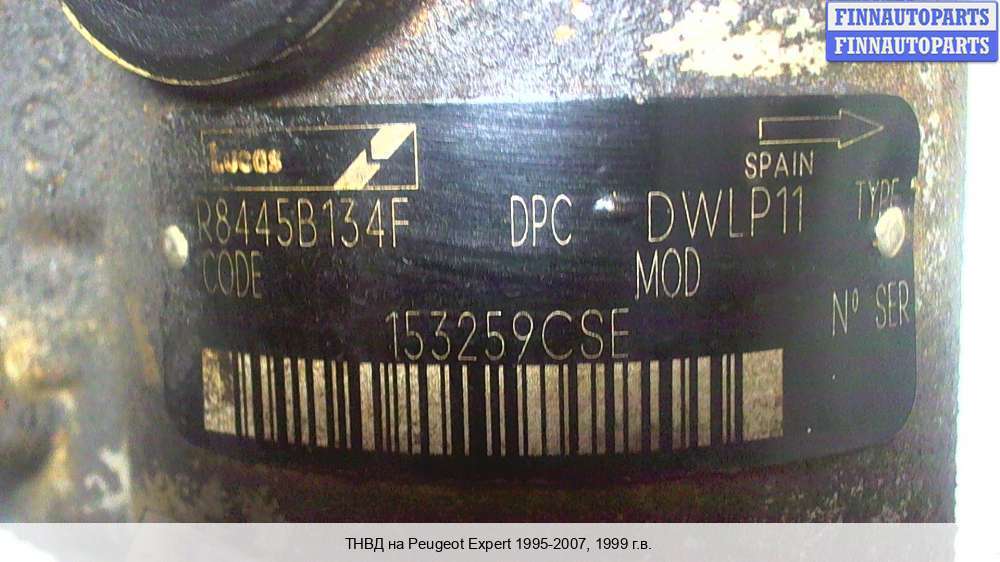 FINNAUTOPARTS
FINNAUTOPARTS
Lucas
SPAIN
R8445B134F DPC DWLP11 TYPE
CODE MOD
Nº SER
153259CSE
ТНВД на Peugeot Expert 1995-2007, 1999 г.в.